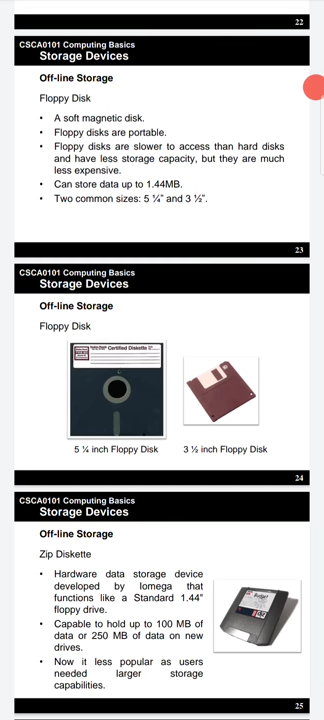 22
CSCA0101 Computing Basics
Storage Devices
Off-line Storage
Floppy Disk
• A soft magnetic disk.
• Floppy disks are portable.
• Floppy disks are slower to access than hard disks
and have less storage capacity, but they are much
less expensive.
• Can store data up to 1.44MB.
• Two common sizes: 5 ¼” and 3 ½”.
23
CSCA0101 Computing Basics
Storage Devices
Off-line Storage
Floppy Disk
Certified Diskette
5 ¼ inch Floppy Disk
3 ½ inch Floppy Disk
24
CSCA0101 Computing Basics
Storage Devices
Off-line Storage
Zip Diskette
• Hardware data storage device
developed by Iomega that
functions like a Standard 1.44”
floppy drive.
• Capable to hold up to 100 MB of
data or 250 MB of data on new
drives.
• Now it less popular as users
needed larger storage
capabilities.
Budget
25